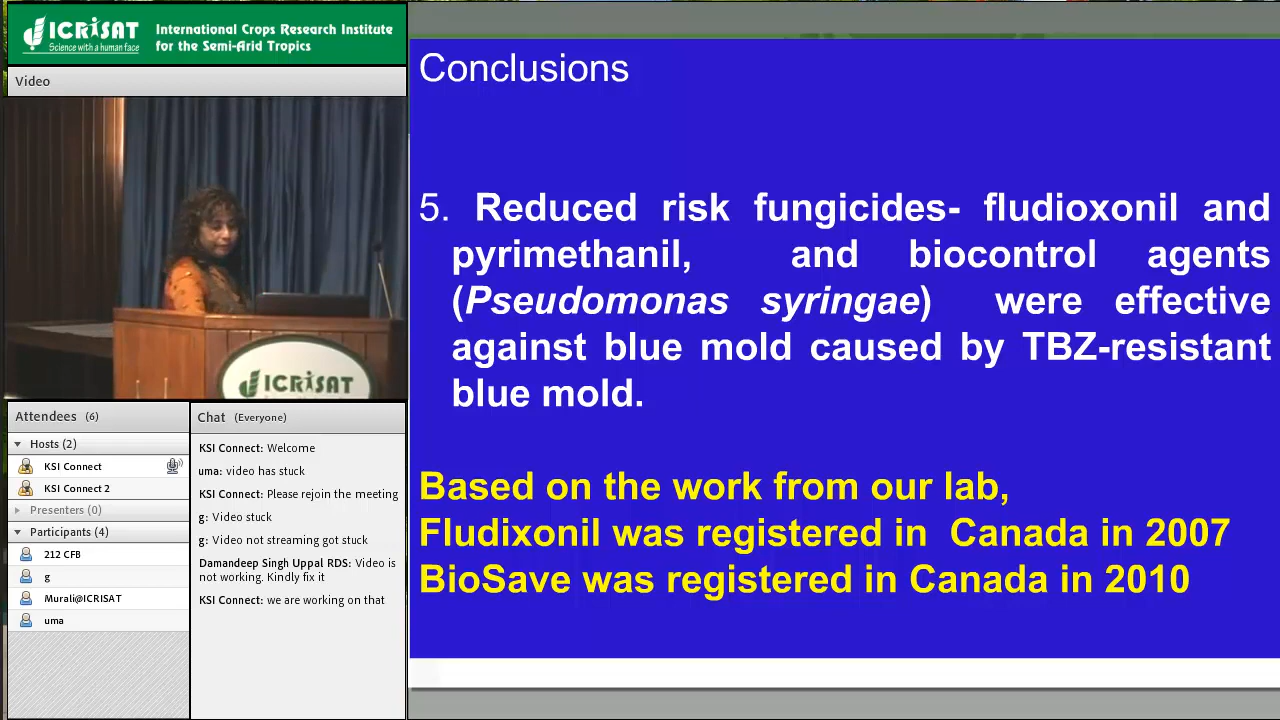 ICRISAT
Science with a human face
International Crops Research Institute
for the Semi-Arid Tropics
Video
ICRISAT
Attendees (6)
Hosts (2)
KSI Connect
KSI Connect 2
Presenters (0)
Participants (4)
212 CFB
g
Murali@ICRISAT
uma
Chat (Everyone)
KSI Connect: Welcome
uma: video has stuck
KSI Connect: Please rejoin the meeting
g: Video stuck
g: Video not streaming got stuck
Damandeep Singh Uppal RDS: Video is
not working. Kindly fix it
KSI Connect: we are working on that
Conclusions
5. Reduced risk fungicides- fludioxonil and
pyrimethanil, and biocontrol agents
(Pseudomonas syringae) were effective
against blue mold caused by TBZ-resistant
blue mold.
Based on the work from our lab,
Fludixonil was registered in Canada in 2007
BioSave was registered in Canada in 2010